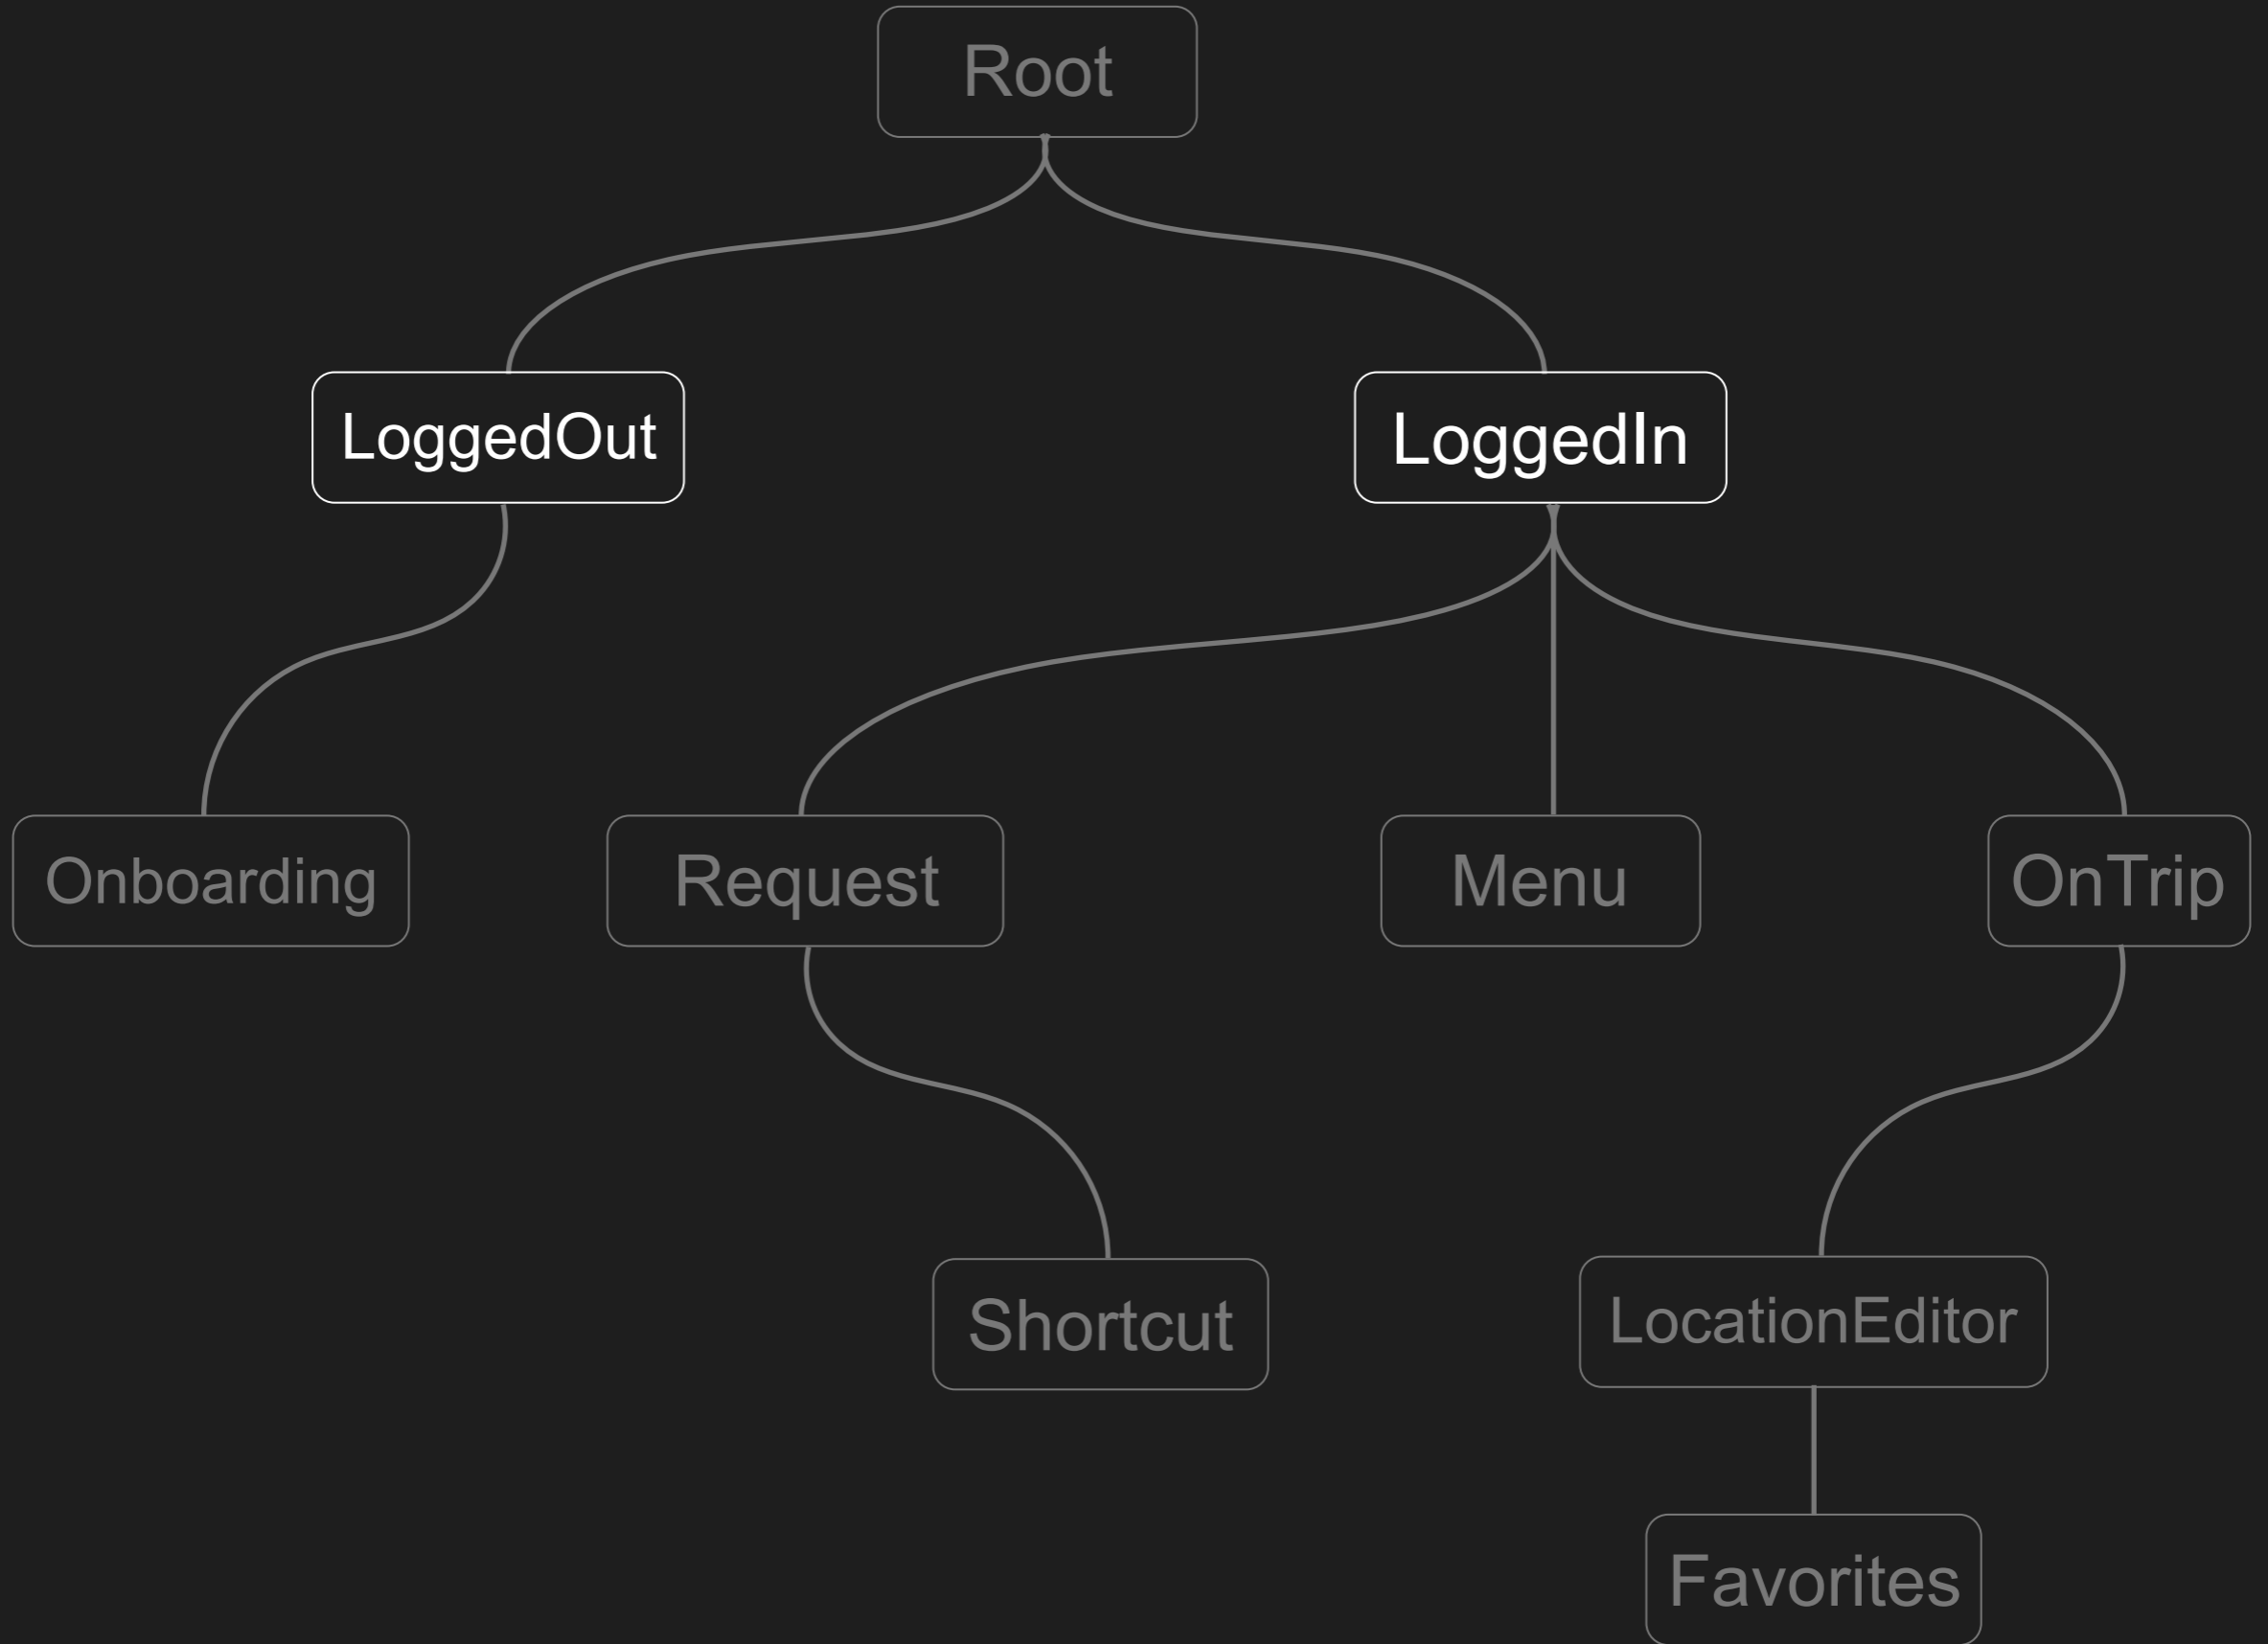 Root
LoggedOut
LoggedIn
Onboarding
Request
Menu
OnTrip
Shortcut
LocationEditor
Favorites